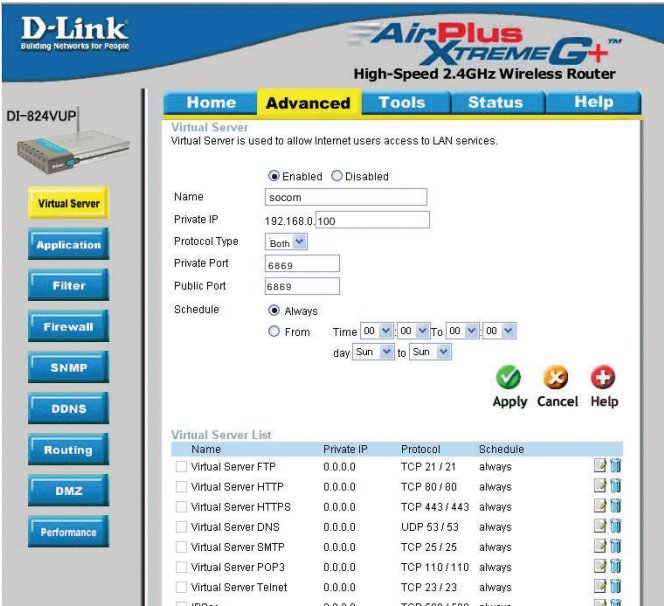 D-Link
Building Networks for People
AirPlus
XTREME G+™
High-Speed 2.4GHz Wireless Router
DI-824VUP
Home Advanced Tools Status Help
Virtual Server
Application
Filter
Firewall
SNMP
DDNS
Routing
DMZ
Performance
Virtual Server
Virtual Server is used to allow Internet users access to LAN services.
Enabled Disabled
Name socom
Private IP 192.168.0.100
Protocol Type Both
Private Port 6869
Public Port 6869
Schedule Always
From Time 00 : 00 To 00 : 00
day Sun to Sun
Apply Cancel Help
Virtual Server List
Name Private IP Protocol Schedule
Virtual Server FTP 0.0.0.0 TCP 21 / 21 always
Virtual Server HTTP 0.0.0.0 TCP 80 / 80 always
Virtual Server HTTPS 0.0.0.0 TCP 443 / 443 always
Virtual Server DNS 0.0.0.0 UDP 53 / 53 always
Virtual Server SMTP 0.0.0.0 TCP 25 / 25 always
Virtual Server POP3 0.0.0.0 TCP 110 / 110 always
Virtual Server Telnet 0.0.0.0 TCP 23 / 23 always